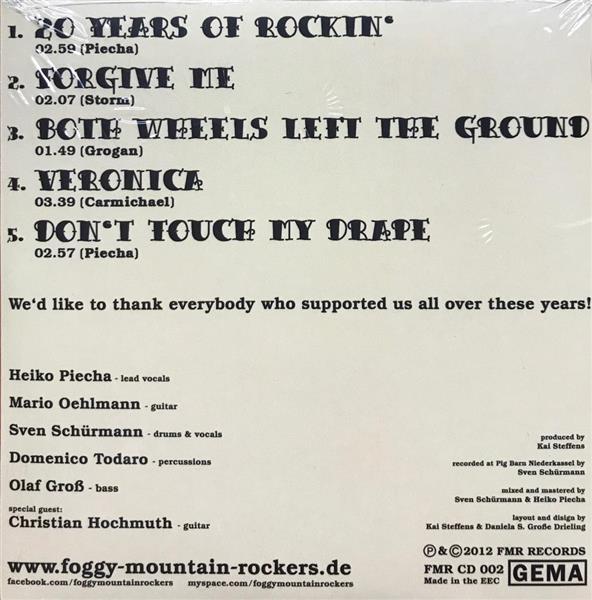 1. 20 YEARS OF ROCKIN'
02.59 (Piecha)
2. FORGIVE ME
02.07 (Storm)
3. BOTH WHEELS LEFT THE GROUND
01.49 (Grogan)
4. VERONICA
03.39 (Carmichael)
5. DON'T TOUCH MY DRAPE
02.57 (Piecha)
We'd like to thank everybody who supported us all over these years!
Heiko Piecha - lead vocals
Mario Oehlmann - guitar
Sven Schürmann - drums & vocals
Domenico Todaro - percussions
Olaf Groß - bass
special guest:
Christian Hochmuth - guitar
produced by
Kai Steffens
recorded at Pig Barn Niederkassel by
Sven Schürmann
mixed and mastered by
Sven Schürmann & Heiko Piecha
layout and disign by
Kai Steffens & Daniela S. Große Drieling
www.foggy-mountain-rockers.de
facebook.com/foggymountainrockers myspace.com/foggymountainrockers
℗&©2012 FMR RECORDS
FMR CD 002
Made in the EEC
GEMA